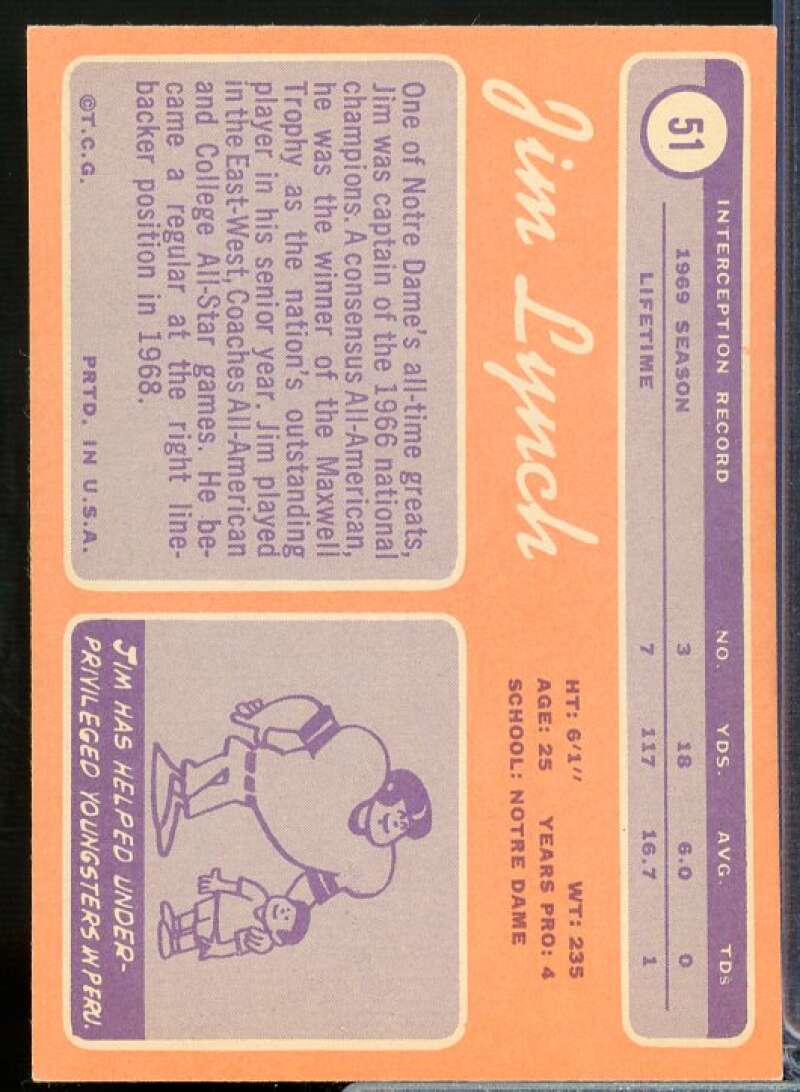 51
INTERCEPTION RECORD NO. YDS. AVG. TDS
1969 SEASON 3 18 6.0 0
LIFETIME 7 117 16.7 1
Jim Lynch
HT: 6'1" WT: 235
AGE: 25 YEARS PRO: 4
SCHOOL: NOTRE DAME
One of Notre Dame's all-time greats,
Jim was captain of the 1966 national
champions. A consensus All-American,
he was the winner of the Maxwell
Trophy as the nation's outstanding
player in his senior year. Jim played
in the East-West, Coaches All-American
and College All-Star games. He be-
came a regular at the right line-
backer position in 1968.
©T.C.G. PRTD. IN U.S.A.
JIM HAS HELPED UNDER-
PRIVILEGED YOUNGSTERS IN PERU.